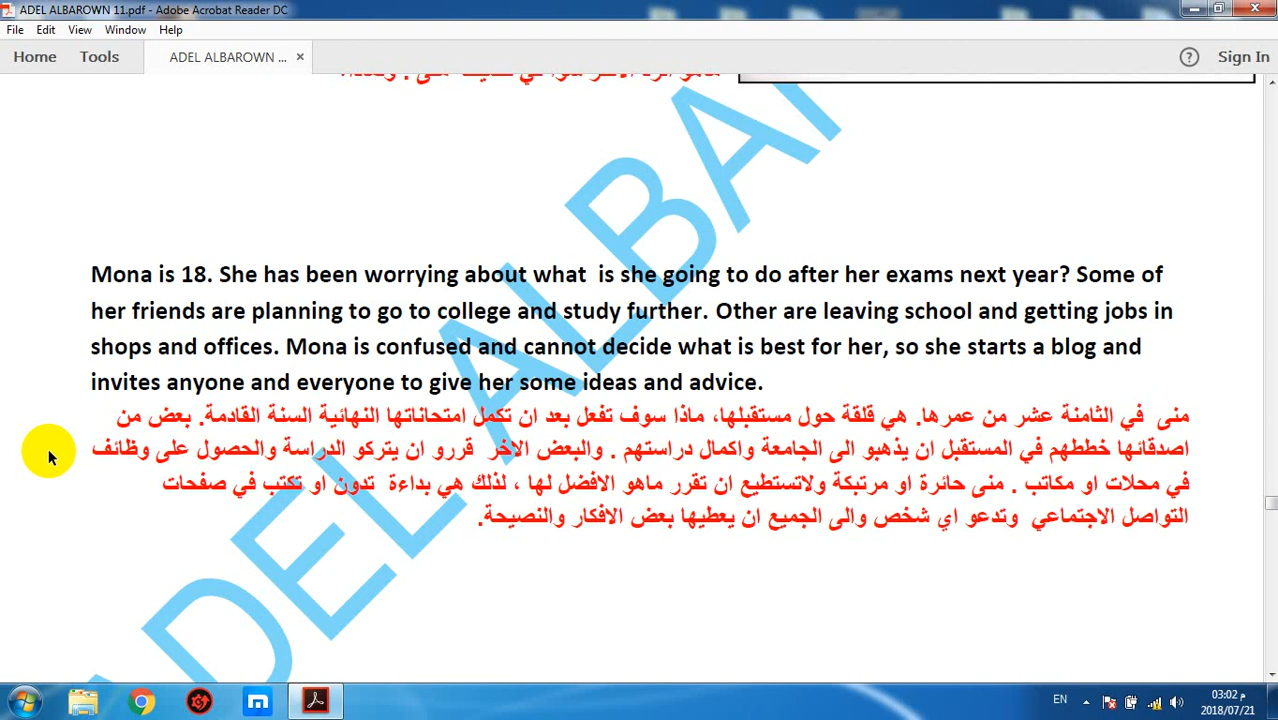 ADEL ALBAROWN 11.pdf - Adobe Acrobat Reader DC
File Edit View Window Help
Home Tools ADEL ALBAROWN ... × ? Sign In
Mona is 18. She has been worrying about what is she going to do after her exams next year? Some of
her friends are planning to go to college and study further. Other are leaving school and getting jobs in
shops and offices. Mona is confused and cannot decide what is best for her, so she starts a blog and
invites anyone and everyone to give her some ideas and advice.
منى في الثامنة عشر من عمرها. هي قلقة حول مستقبلها، ماذا سوف تفعل بعد ان تكمل امتحاناتها النهائية السنة القادمة. بعض من
اصدقائها خططهم في المستقبل ان يذهبو الى الجامعة واكمال دراستهم . والبعض الاخر قررو ان يتركو الدراسة والحصول على وظائف
في محلات او مكاتب . منى حائرة او مرتبكة ولاتستطيع ان تقرر ماهو الافضل لها ، لذلك هي بداءة تدون او تكتب في صفحات
التواصل الاجتماعي وتدعو اي شخص والى الجميع ان يعطيها بعض الافكار والنصيحة.
ADEL ALBAR
ADEL
EN
03:02 م
2018/07/21